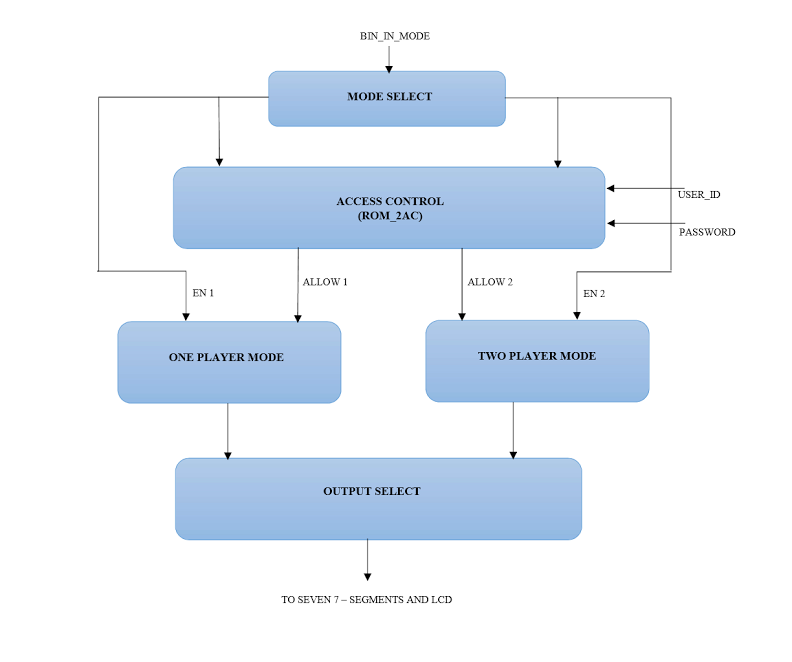 BIN_IN_MODE
MODE SELECT
ACCESS CONTROL
(ROM_2AC)
USER_ID
PASSWORD
ALLOW 1
ALLOW 2
EN 1
EN 2
ONE PLAYER MODE
TWO PLAYER MODE
OUTPUT SELECT
TO SEVEN 7 – SEGMENTS AND LCD